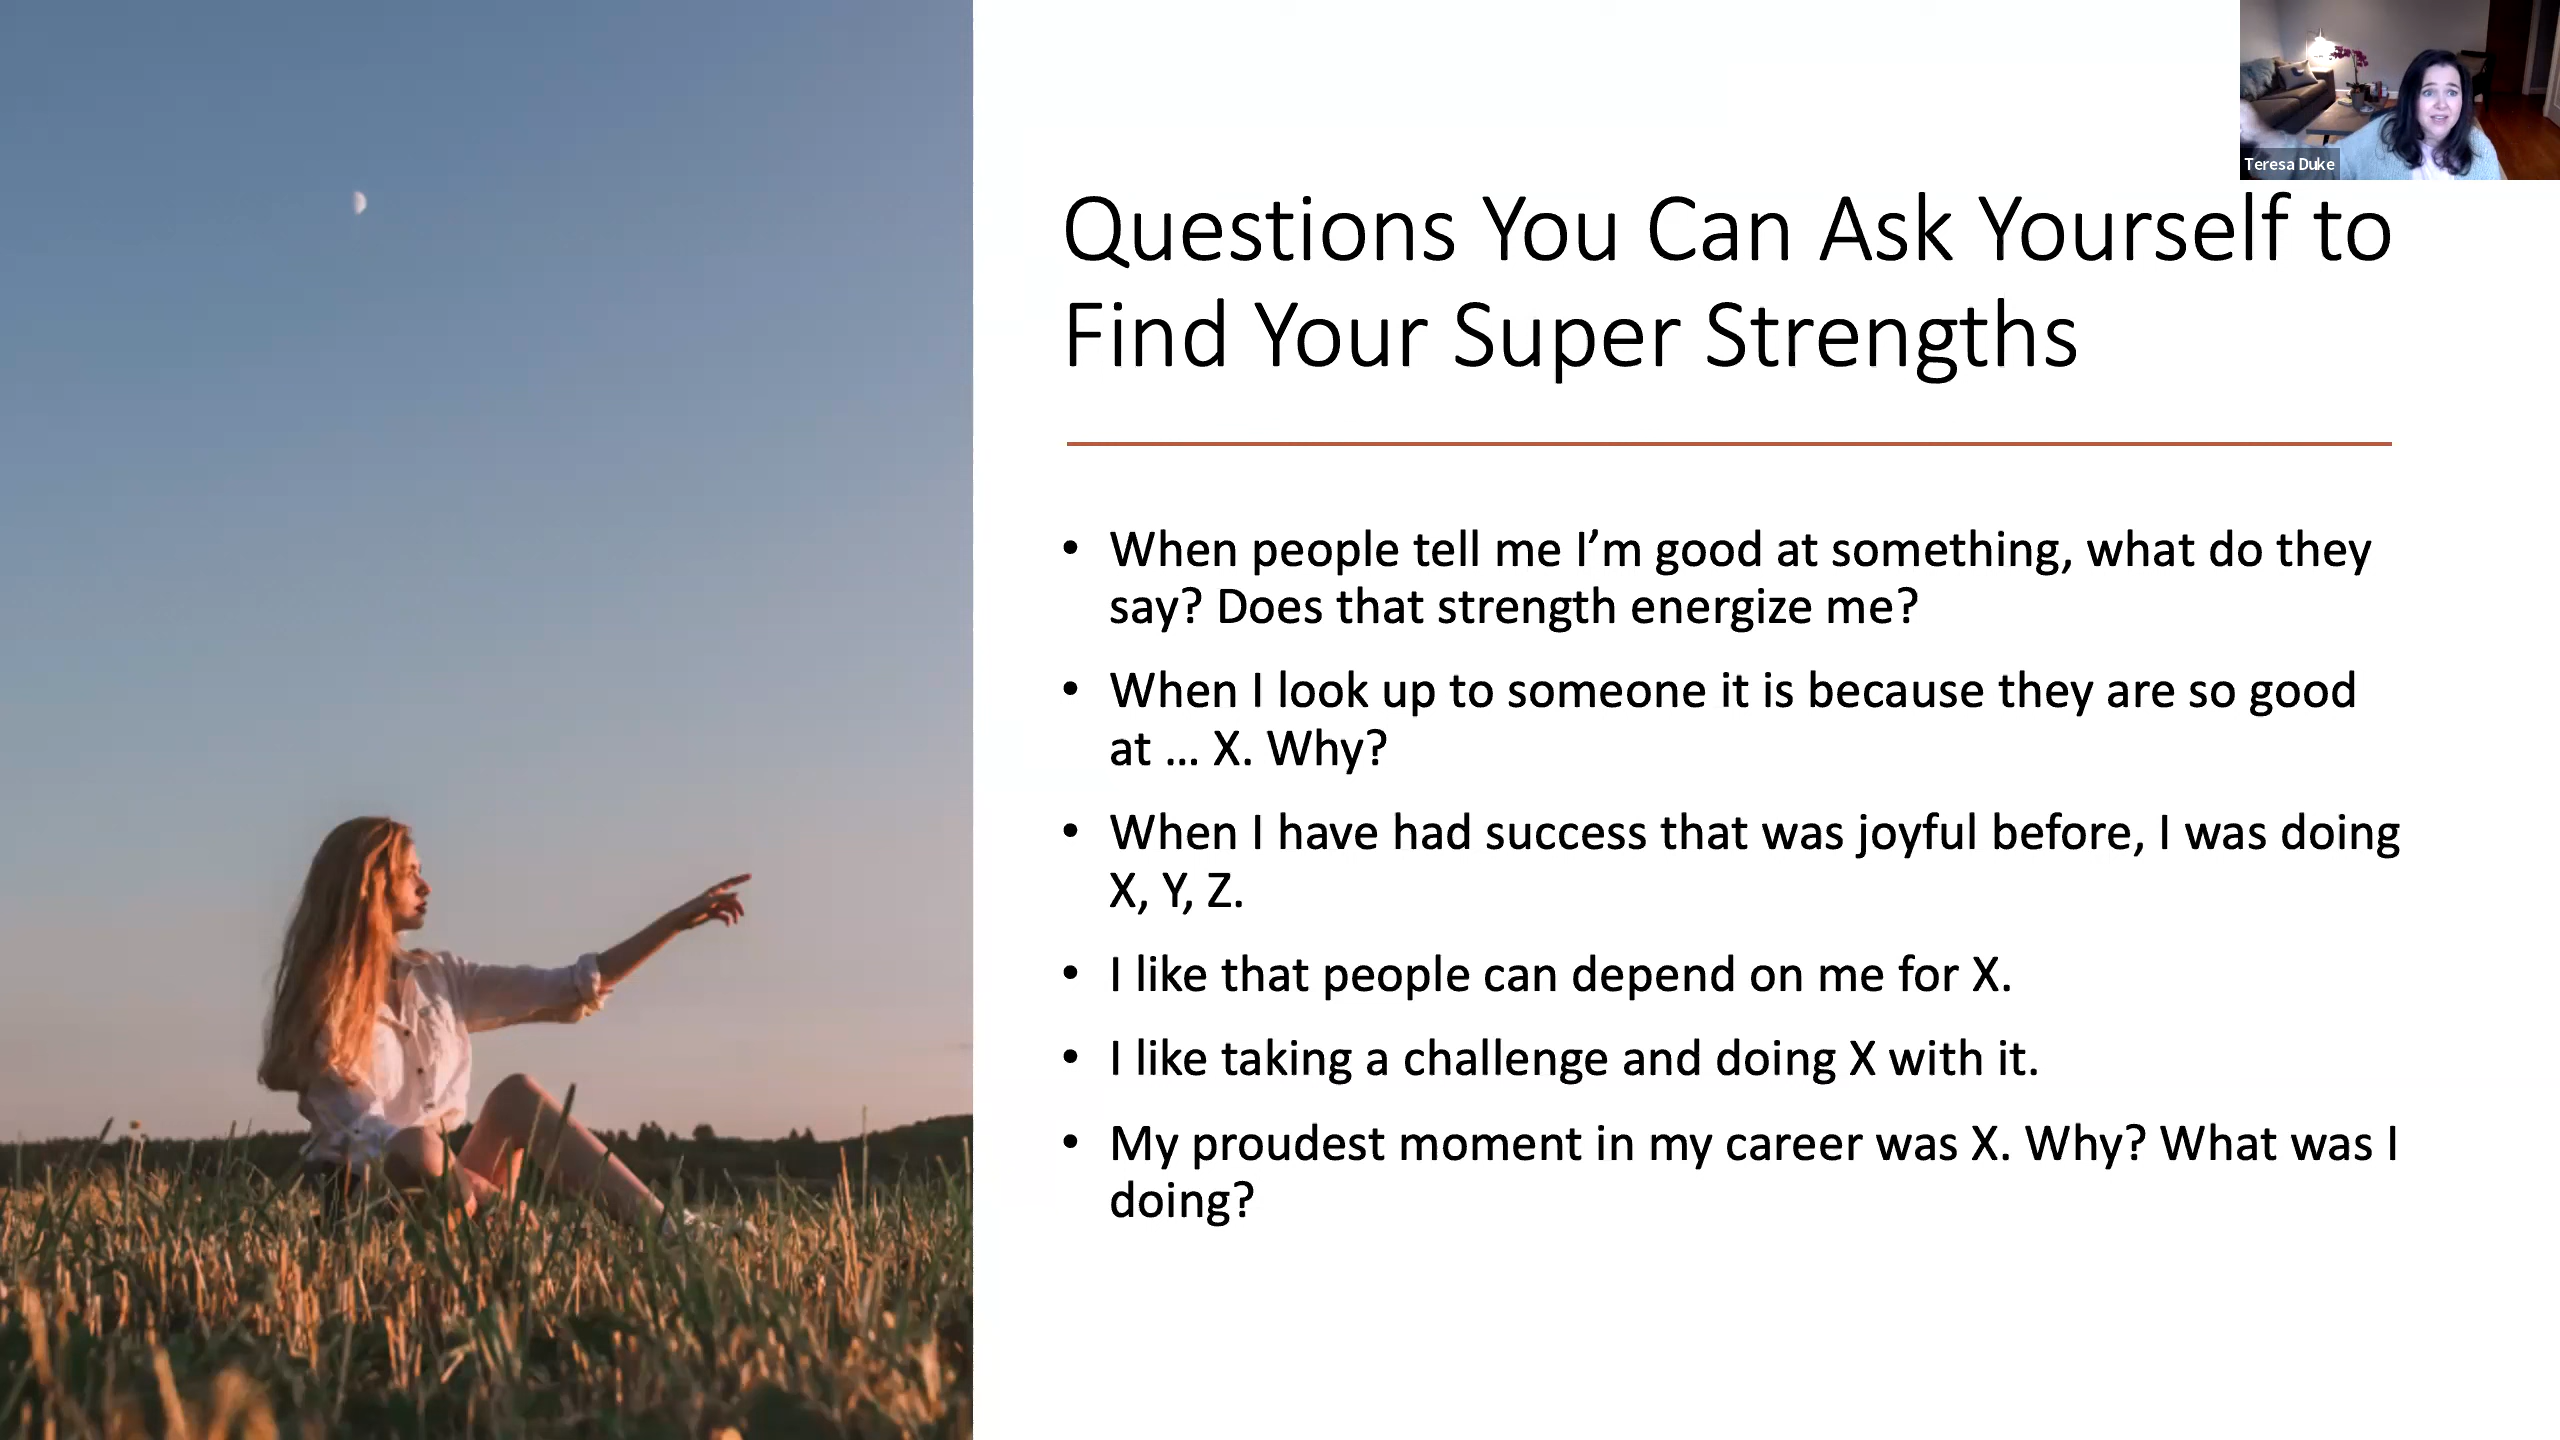 Teresa Duke
Questions You Can Ask Yourself to
Find Your Super Strengths
• When people tell me I’m good at something, what do they
say? Does that strength energize me?
• When I look up to someone it is because they are so good
at … X. Why?
• When I have had success that was joyful before, I was doing
X, Y, Z.
• I like that people can depend on me for X.
• I like taking a challenge and doing X with it.
• My proudest moment in my career was X. Why? What was I
doing?